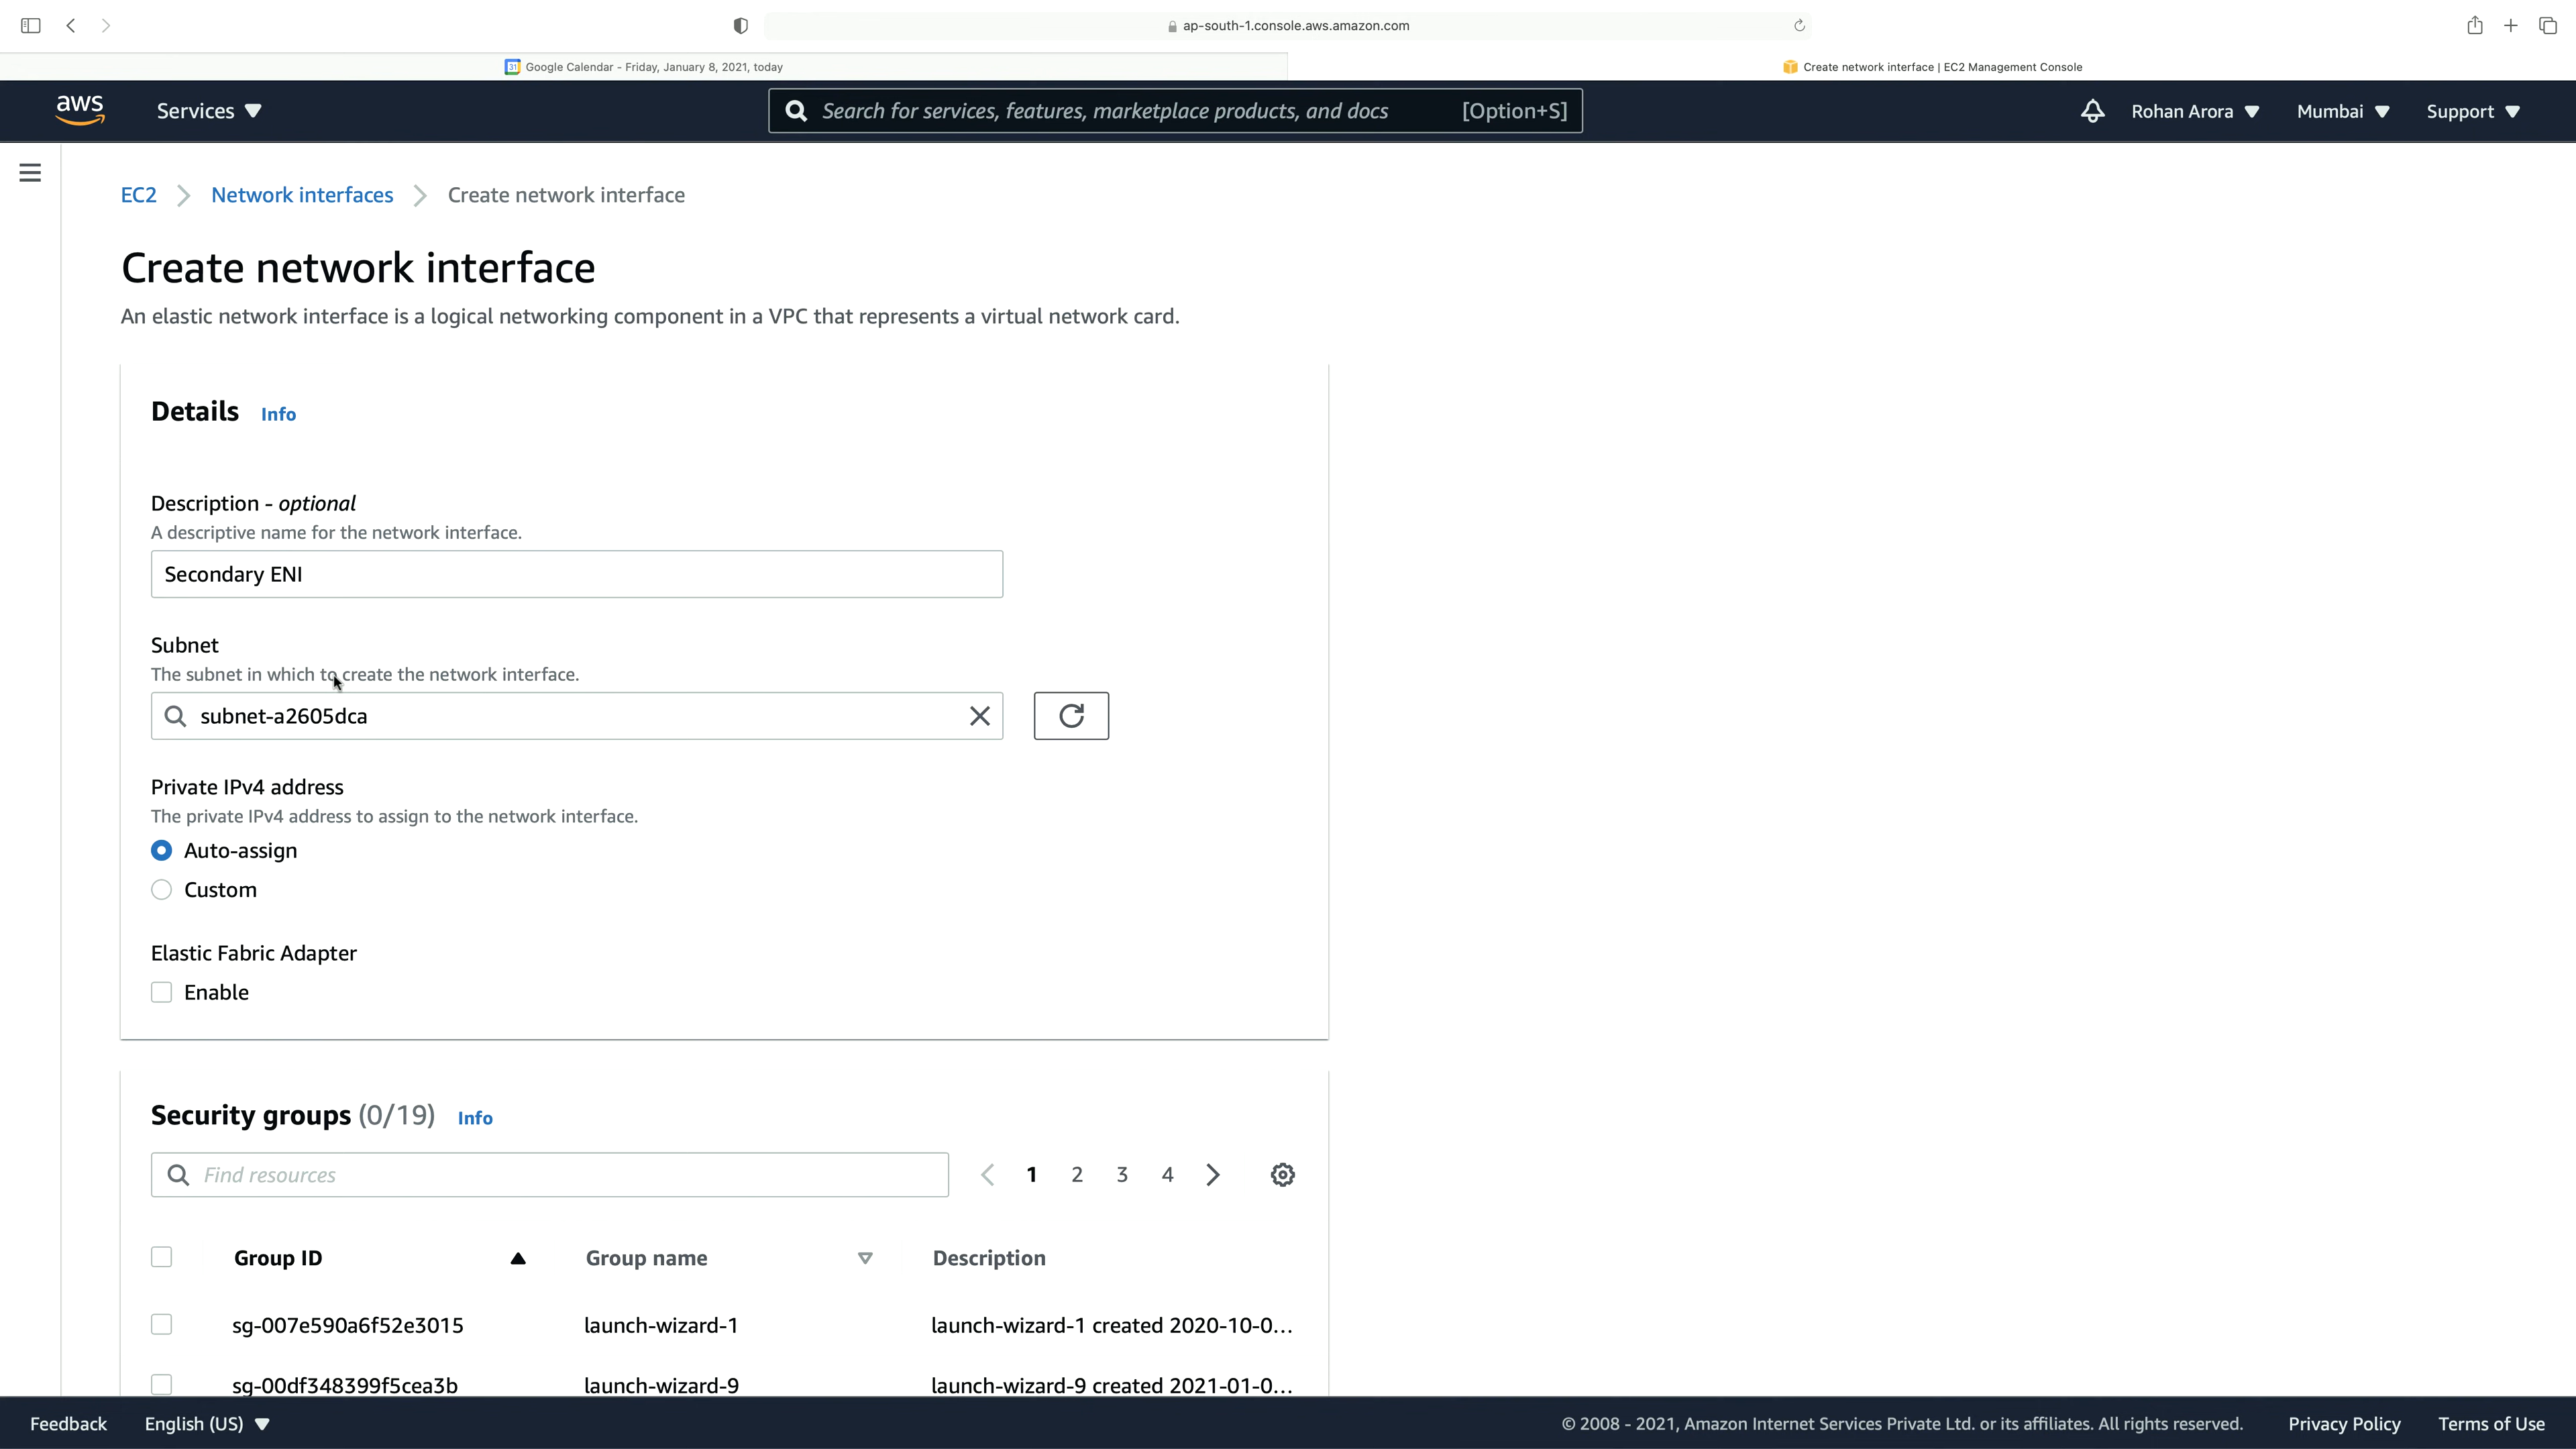 ap-south-1.console.aws.amazon.com
31 Google Calendar - Friday, January 8, 2021, today
Create network interface | EC2 Management Console
aws Services Search for services, features, marketplace products, and docs [Option+S] Rohan Arora Mumbai Support
EC2 Network interfaces Create network interface
Create network interface
An elastic network interface is a logical networking component in a VPC that represents a virtual network card.
Details Info
Description - optional
A descriptive name for the network interface.
Secondary ENI
Subnet
The subnet in which to create the network interface.
subnet-a2605dca
Private IPv4 address
The private IPv4 address to assign to the network interface.
Auto-assign
Custom
Elastic Fabric Adapter
Enable
Security groups (0/19) Info
Find resources 1 2 3 4
Group ID Group name Description
sg-007e590a6f52e3015 launch-wizard-1 launch-wizard-1 created 2020-10-0...
sg-00df348399f5cea3b launch-wizard-9 launch-wizard-9 created 2021-01-0...
Feedback English (US) © 2008 - 2021, Amazon Internet Services Private Ltd. or its affiliates. All rights reserved. Privacy Policy Terms of Use